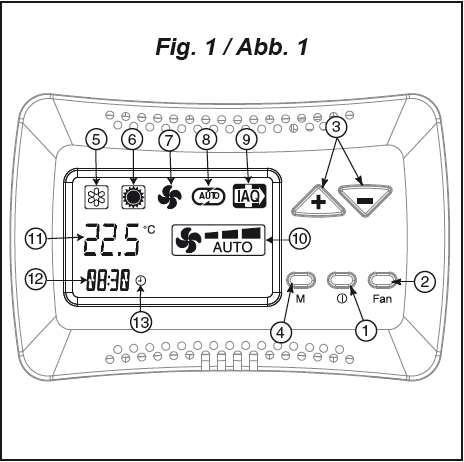 Fig. 1 / Abb. 1
5 6 7 8 9
3
AUTO IAQ
+ −
11 22.5 °C
AUTO 10
12 08:30
13
M Fan 2
4 1